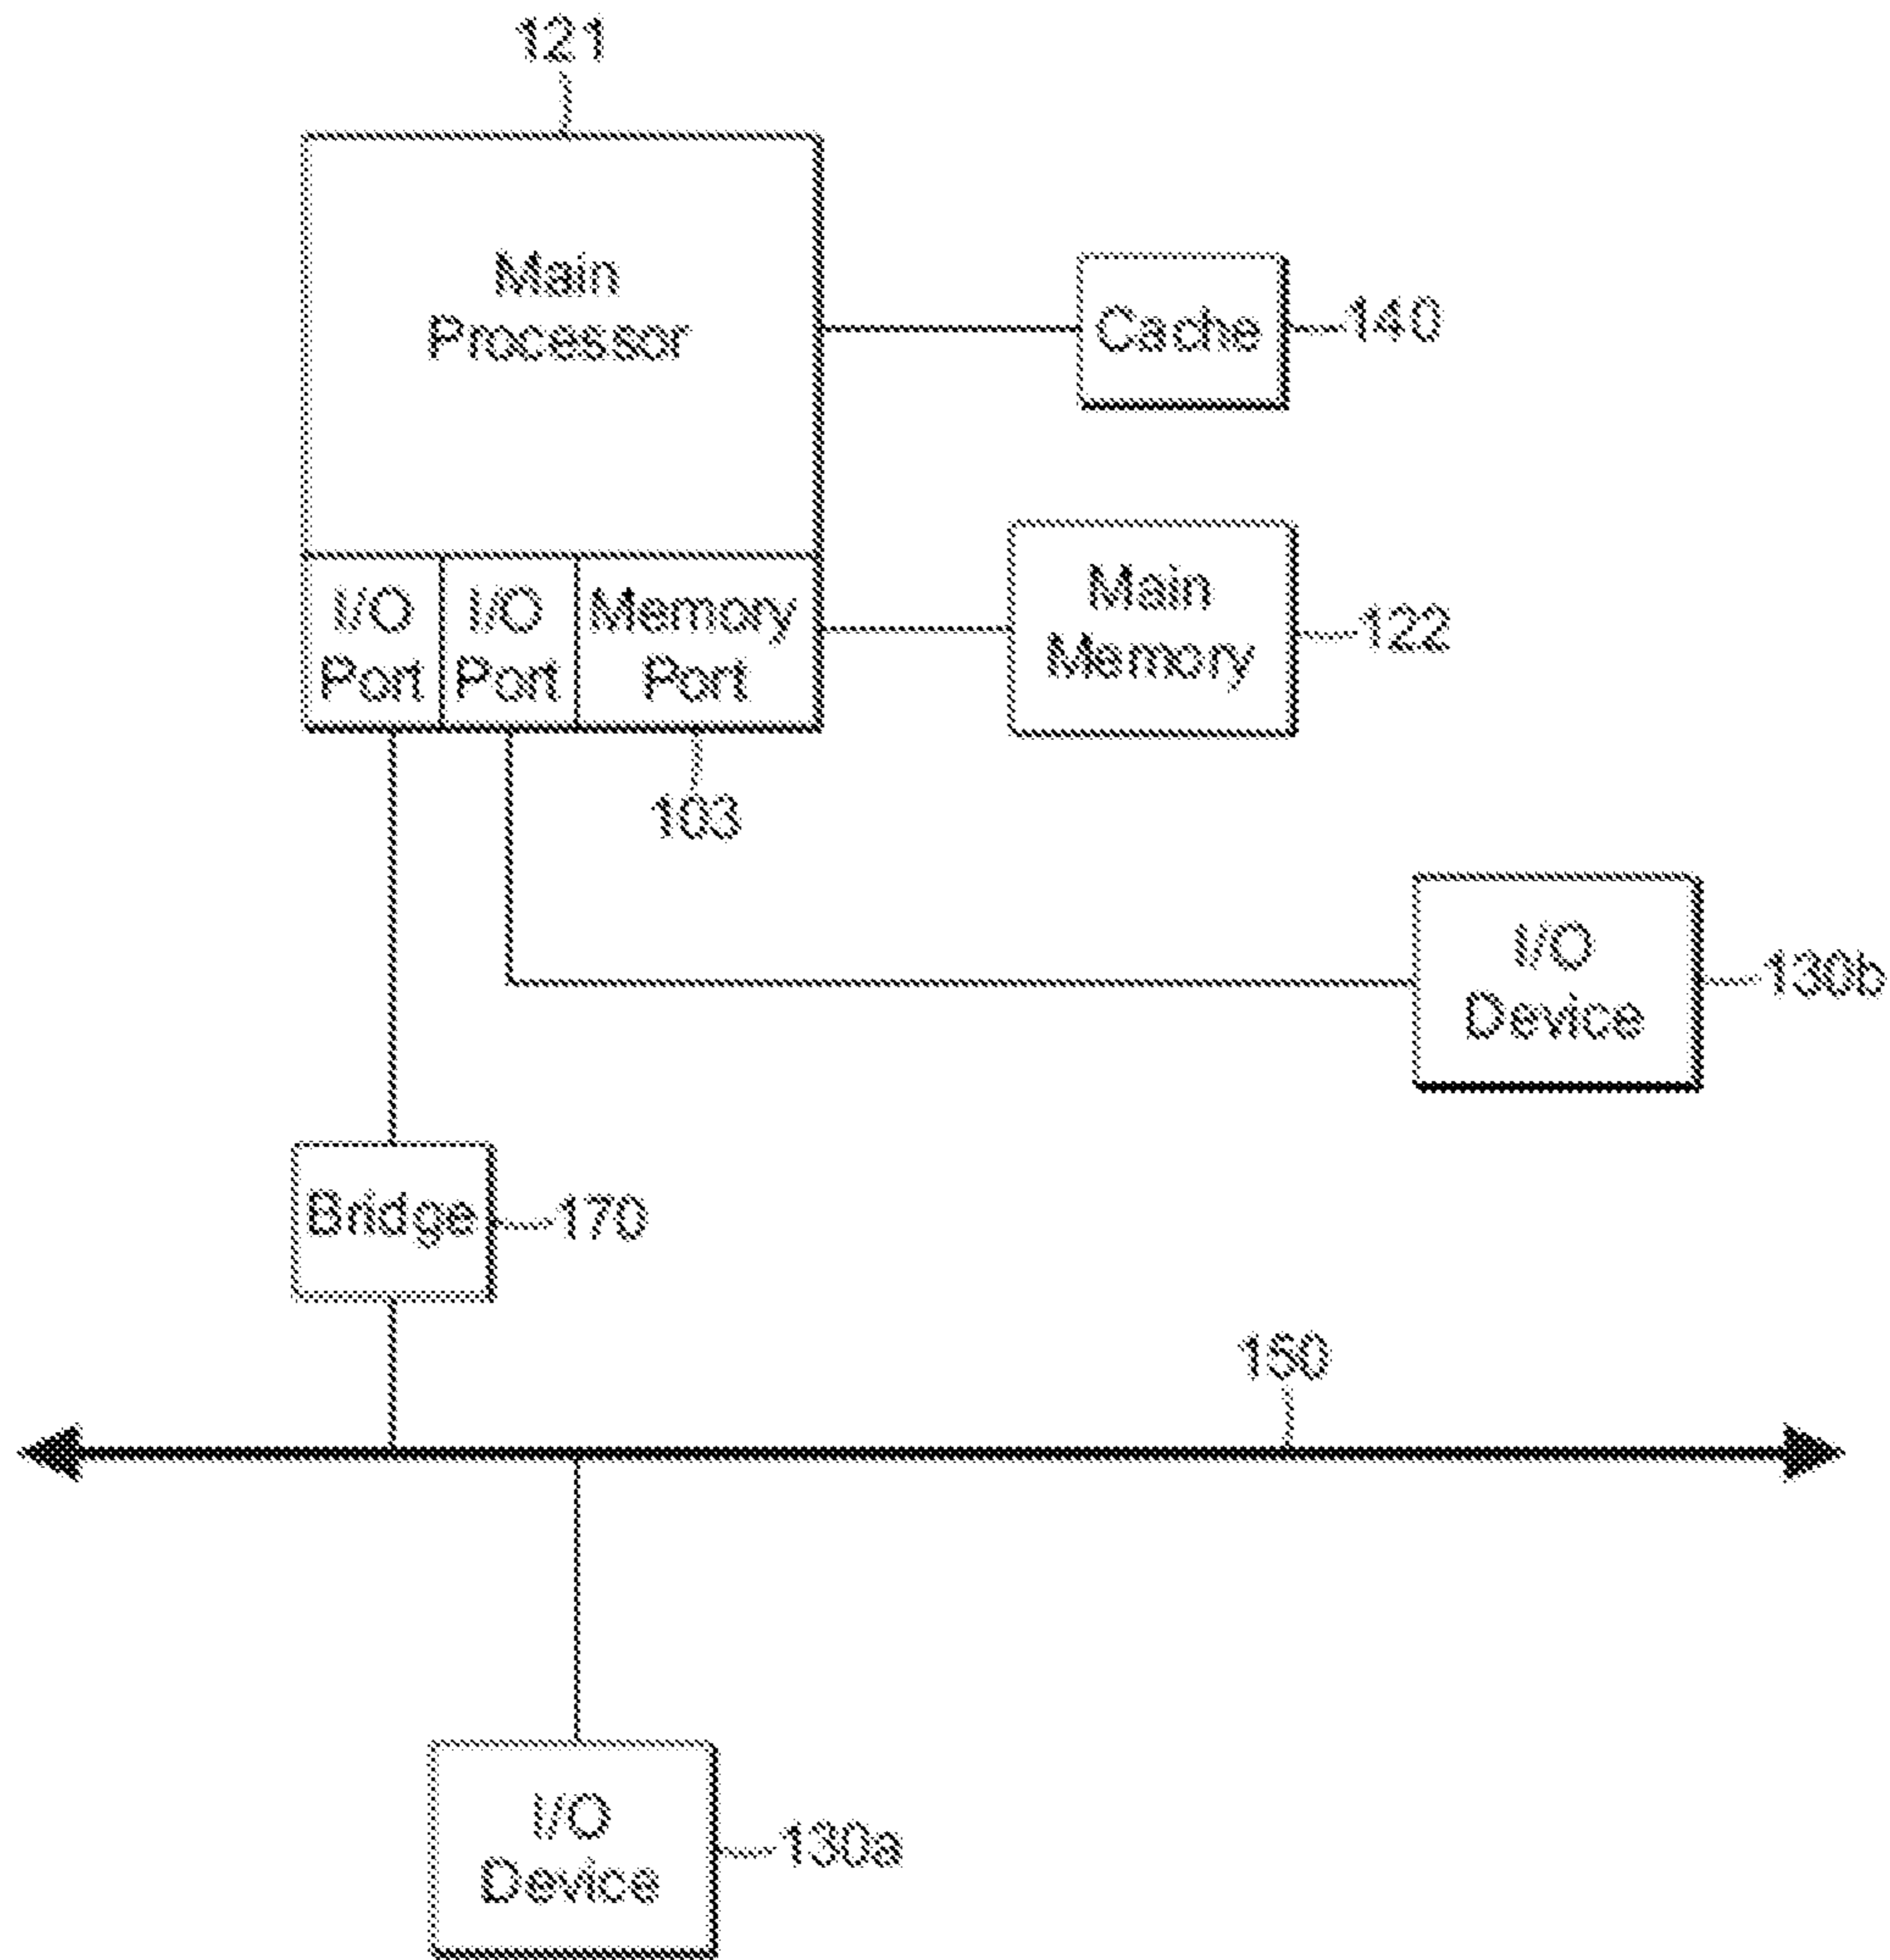 121
Main
Processor
Cache
140
I/O
Port
I/O
Port
Memory
Port
Main
Memory
122
103
I/O
Device
130b
Bridge
170
150
I/O
Device
130a